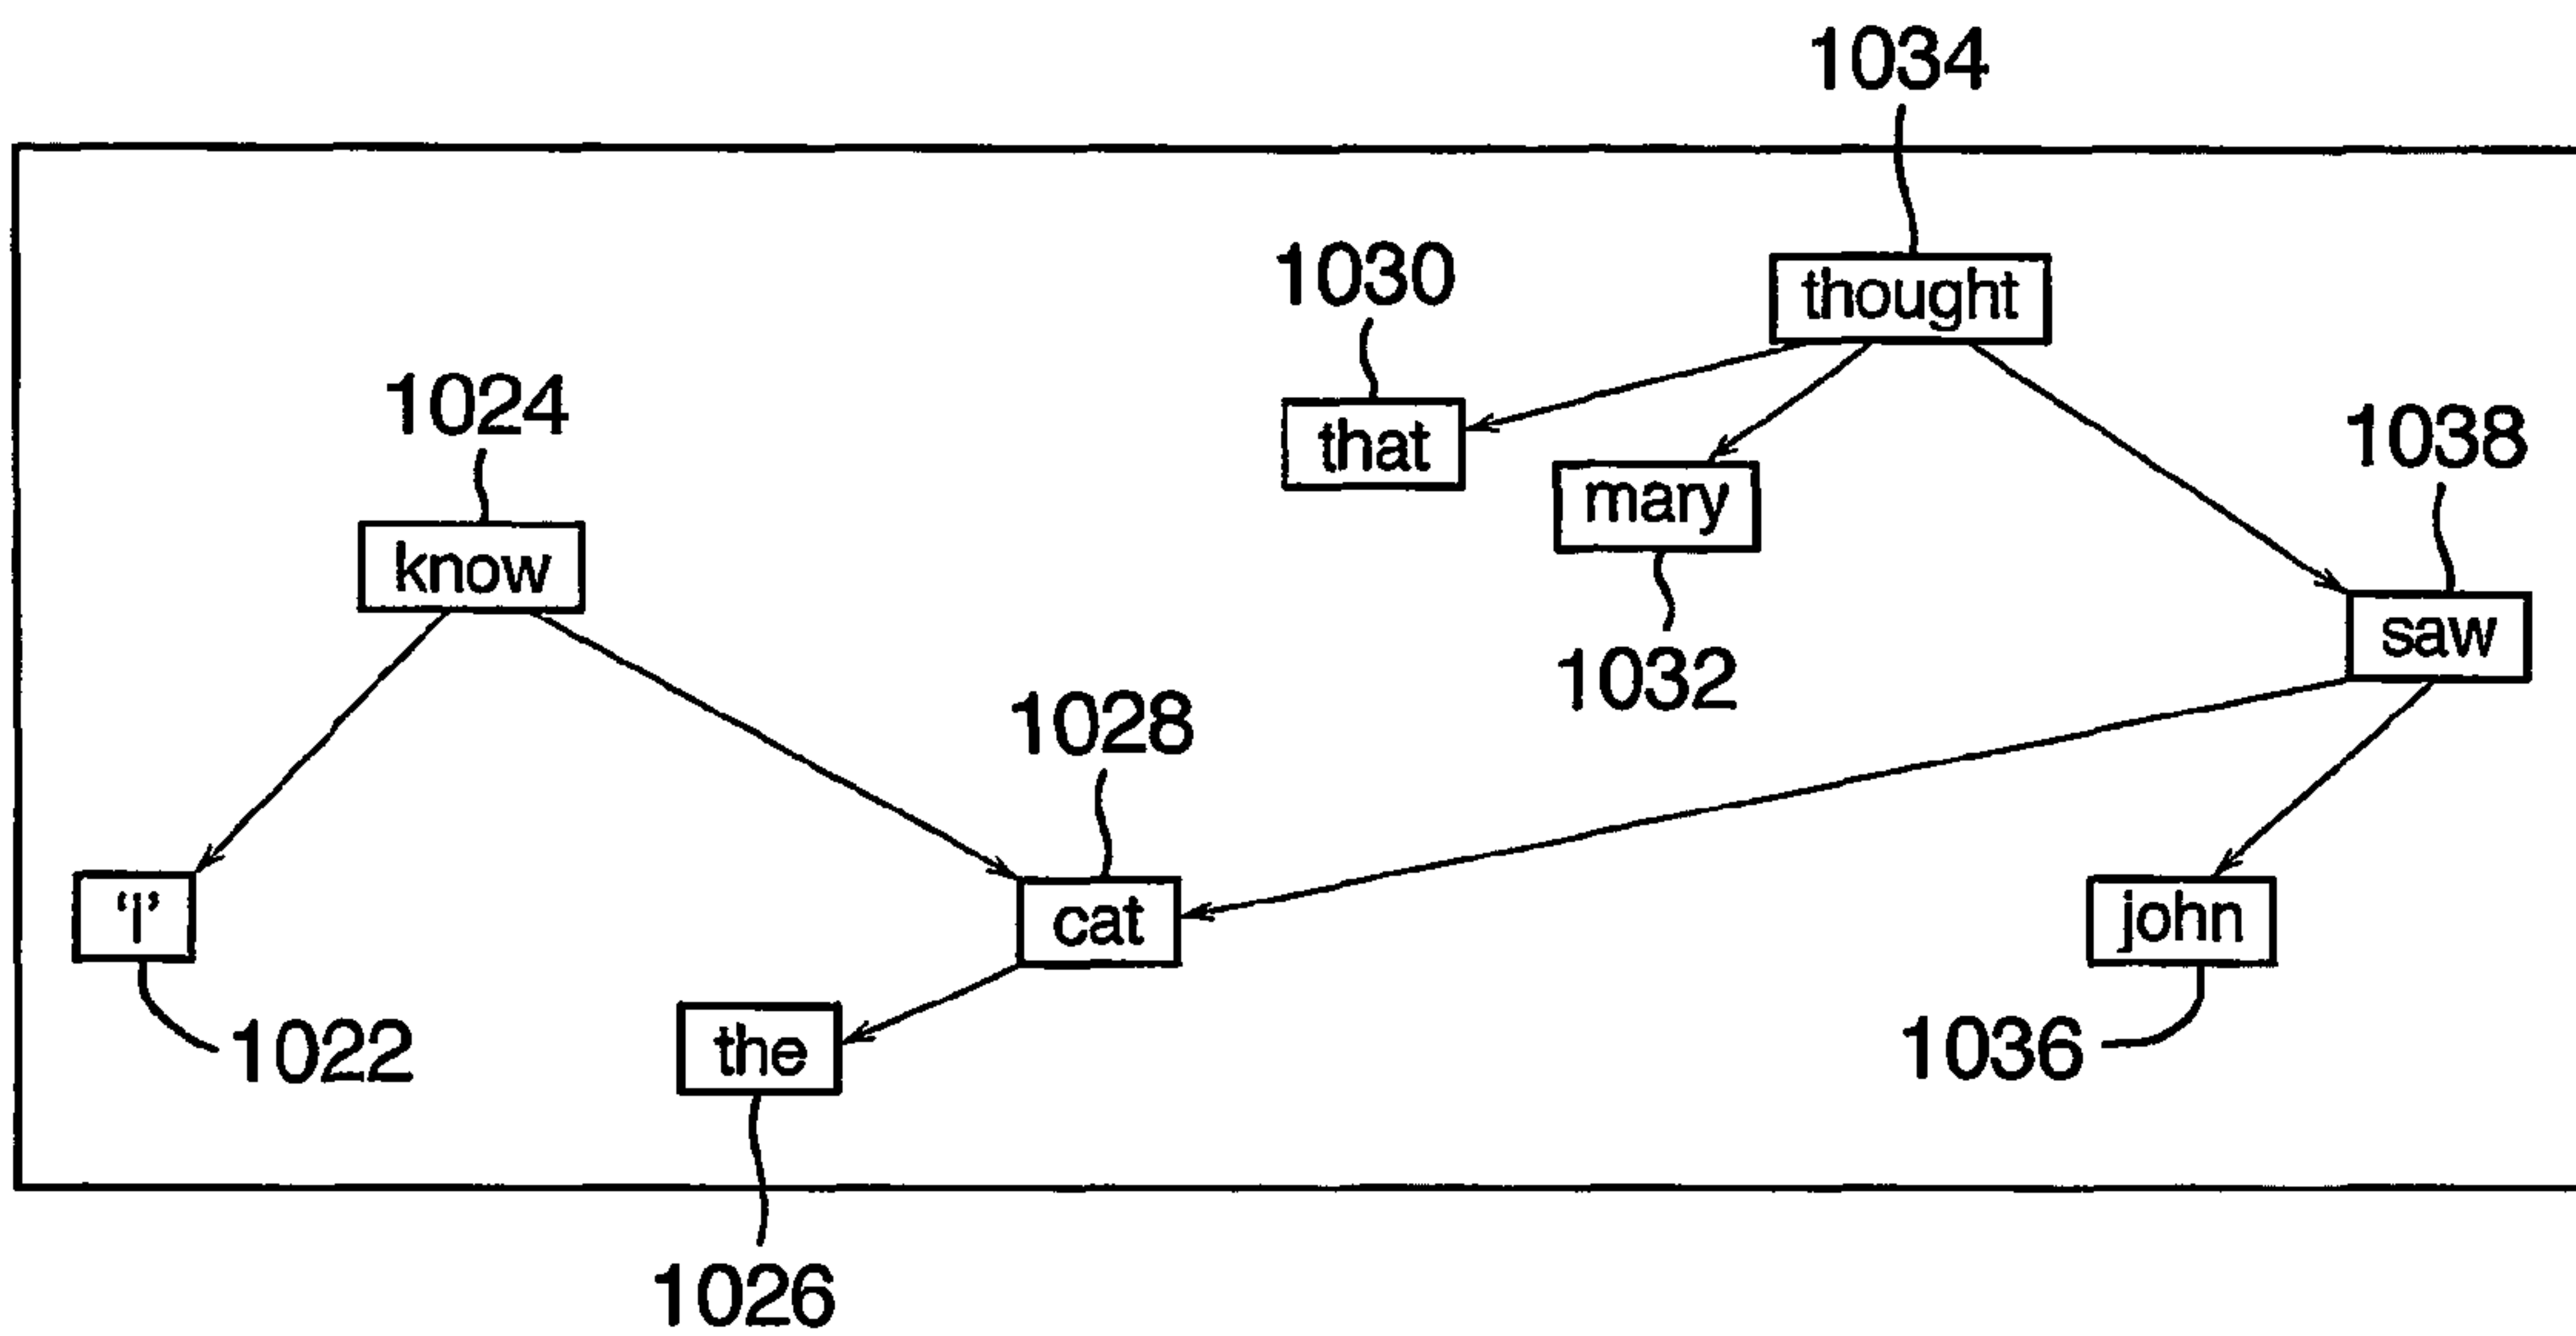 1034
1030
thought
1024
that
1038
mary
know
saw
1032
1028
'i'
cat
john
1022
the
1036
1026